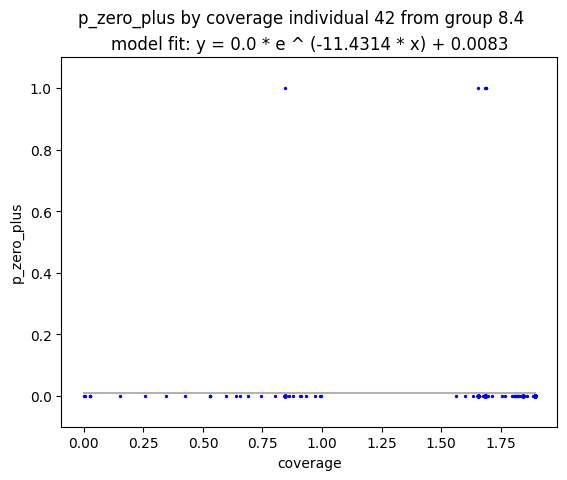 p_zero_plus by coverage individual 42 from group 8.4
model fit: y = 0.0 * e ^ (-11.4314 * x) + 0.0083
1.0
0.8
0.6
0.4
0.2
0.0
p_zero_plus
0.00 0.25 0.50 0.75 1.00 1.25 1.50 1.75
coverage